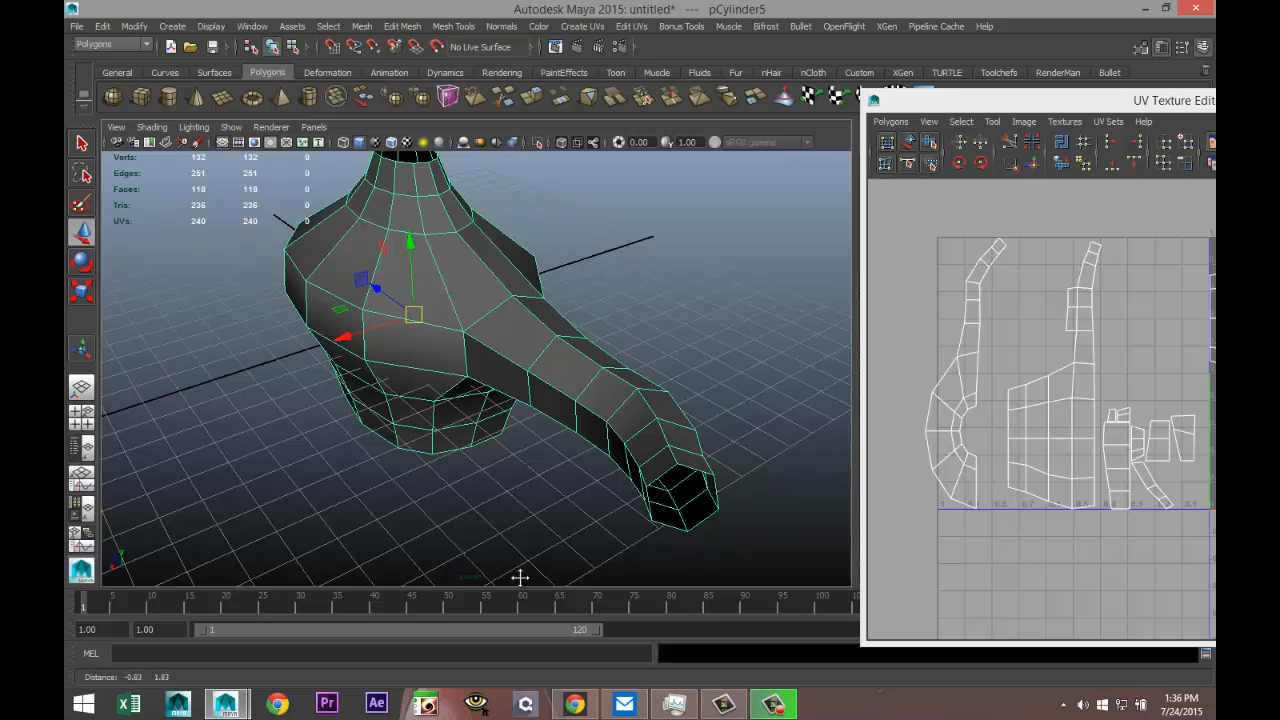 Autodesk Maya 2015: untitled*   ---   pCylinder5
File Edit Modify Create Display Window Assets Select Mesh Edit Mesh Mesh Tools Normals Color Create UVs Edit UVs Bonus Tools Muscle Bifrost Bullet OpenFlight XGen Pipeline Cache Help
Polygons No Live Surface
General Curves Surfaces Polygons Deformation Animation Dynamics Rendering PaintEffects Toon Muscle Fluids Fur nHair nCloth Custom XGen TURTLE Toolchefs RenderMan Bullet
UV Texture Edit
View Shading Lighting Show Renderer Panels
Polygons View Select Tool Image Textures UV Sets Help
0.00 1.00 sRGB gamma
Verts: 132 132 0
Edges: 251 251 0
Faces: 118 118 0
Tris: 236 236 0
UVs: 240 240 0
persp
1 5 10 15 20 25 30 35 40 45 50 55 60 65 70 75 80 85 90 95 100
1.00 1.00 1 120
MEL
Distance: -0.83 1.83
Pr Ae
1:36 PM
7/24/2015